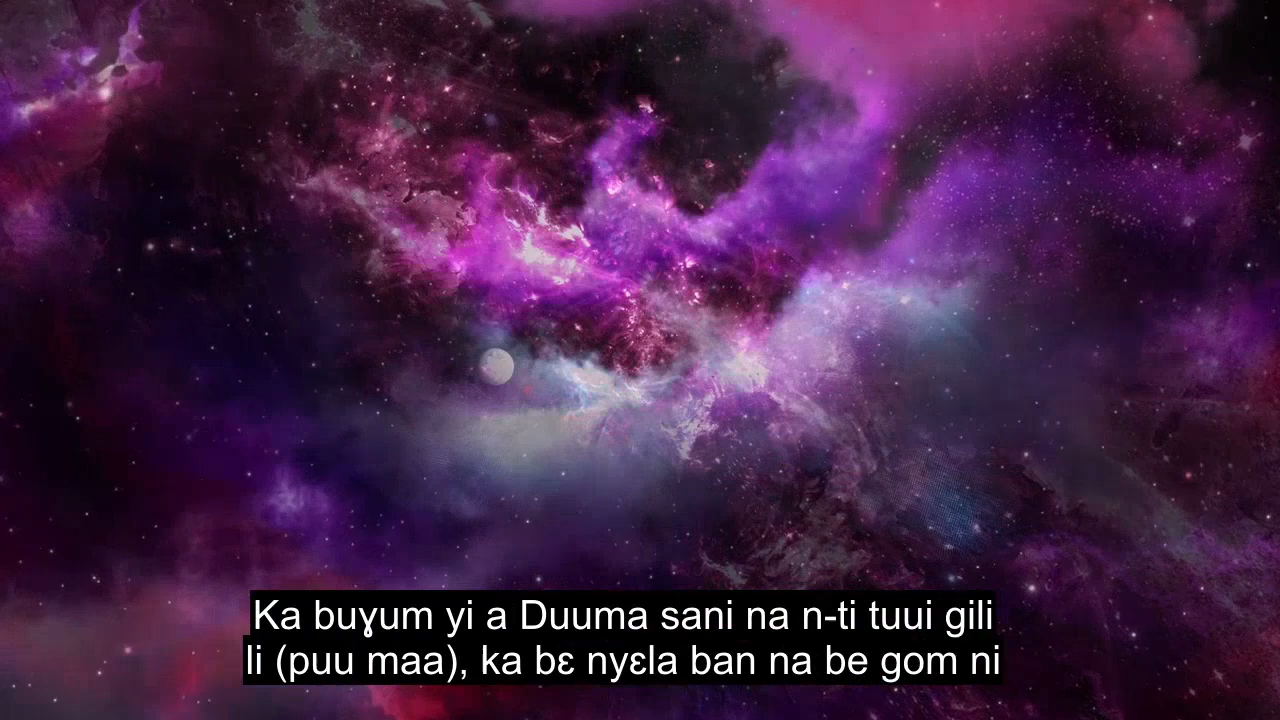 Ka buɣum yi a Duuma sani na n-ti tuui gili
li (puu maa), ka bɛ nyɛla ban na be gom ni